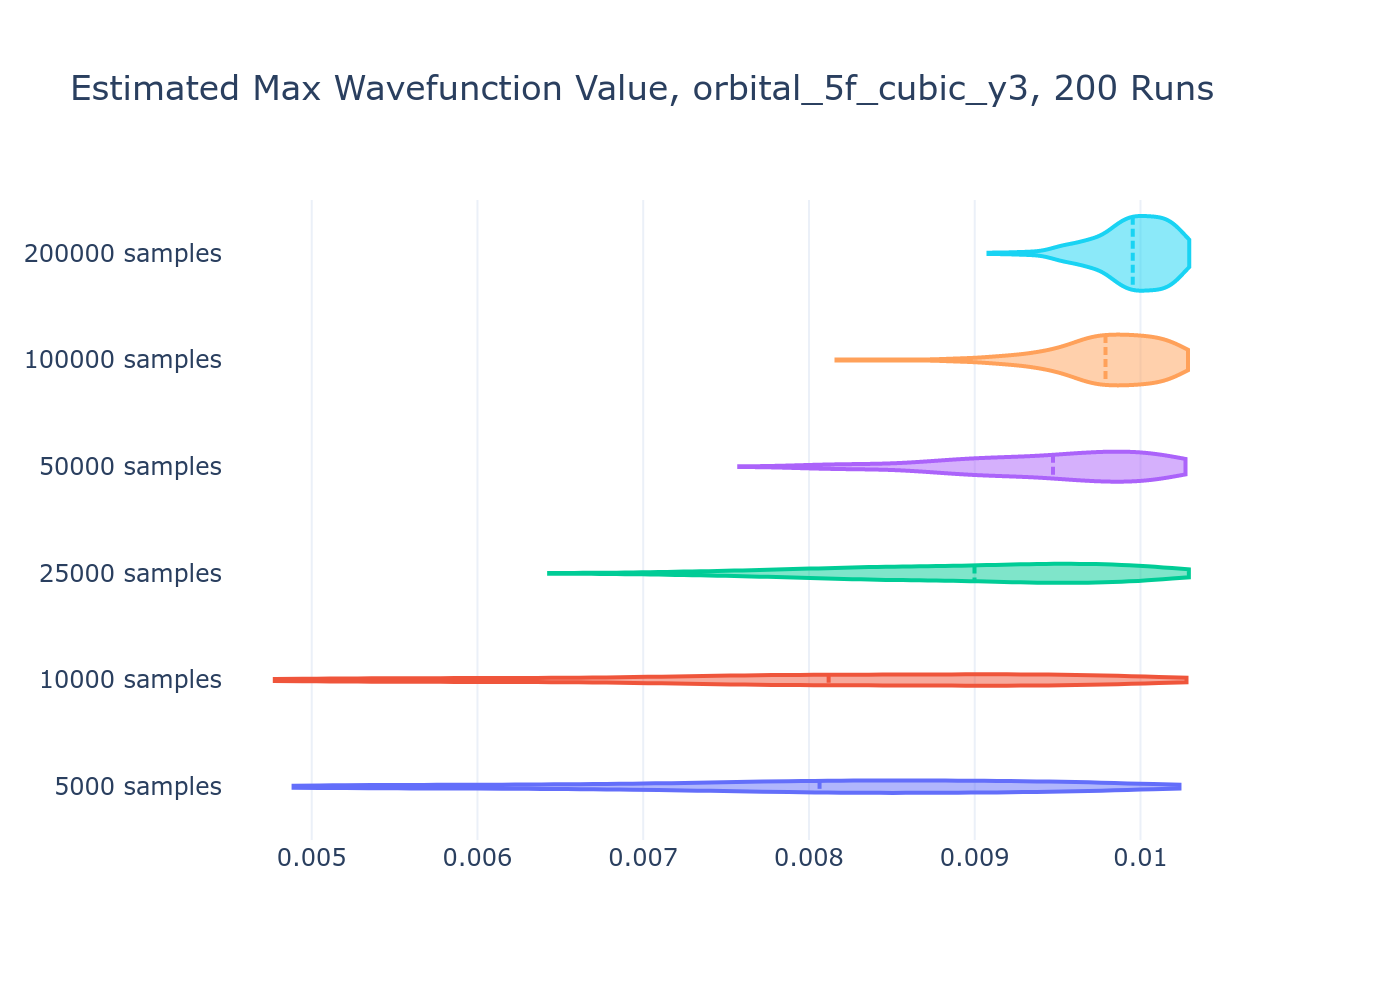 Estimated Max Wavefunction Value, orbital_5f_cubic_y3, 200 Runs
200000 samples
100000 samples
50000 samples
25000 samples
10000 samples
5000 samples
0.005 0.006 0.007 0.008 0.009 0.01